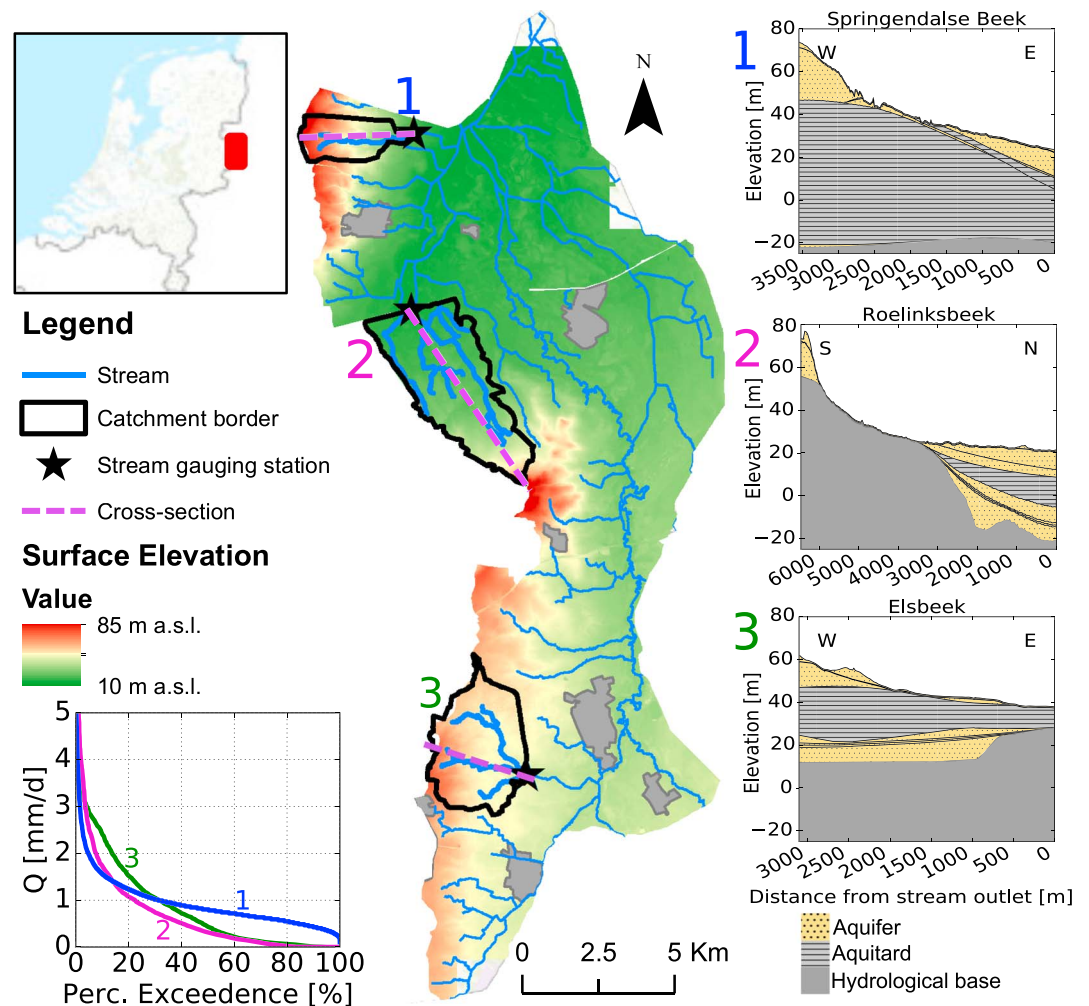 Legend
Stream
Catchment border
Stream gauging station
Cross-section
Surface Elevation
Value
85 m a.s.l.
10 m a.s.l.
5
4
3
2
1
0
Q [mm/d]
3
1
2
0 20 40 60 80 100
Perc. Exceedence [%]
1
2
3
N
0 2.5 5 Km
1
Springendalse Beek
80
60
40
20
0
−20
Elevation [m]
W E
3500 3000 2500 2000 1500 1000 500 0
2
Roelinksbeek
80
60
40
20
0
−20
Elevation [m]
S N
6000 5000 4000 3000 2000 1000 0
3
Elsbeek
80
60
40
20
0
−20
Elevation [m]
W E
3000 2500 2000 1500 1000 500 0
Distance from stream outlet [m]
Aquifer
Aquitard
Hydrological base